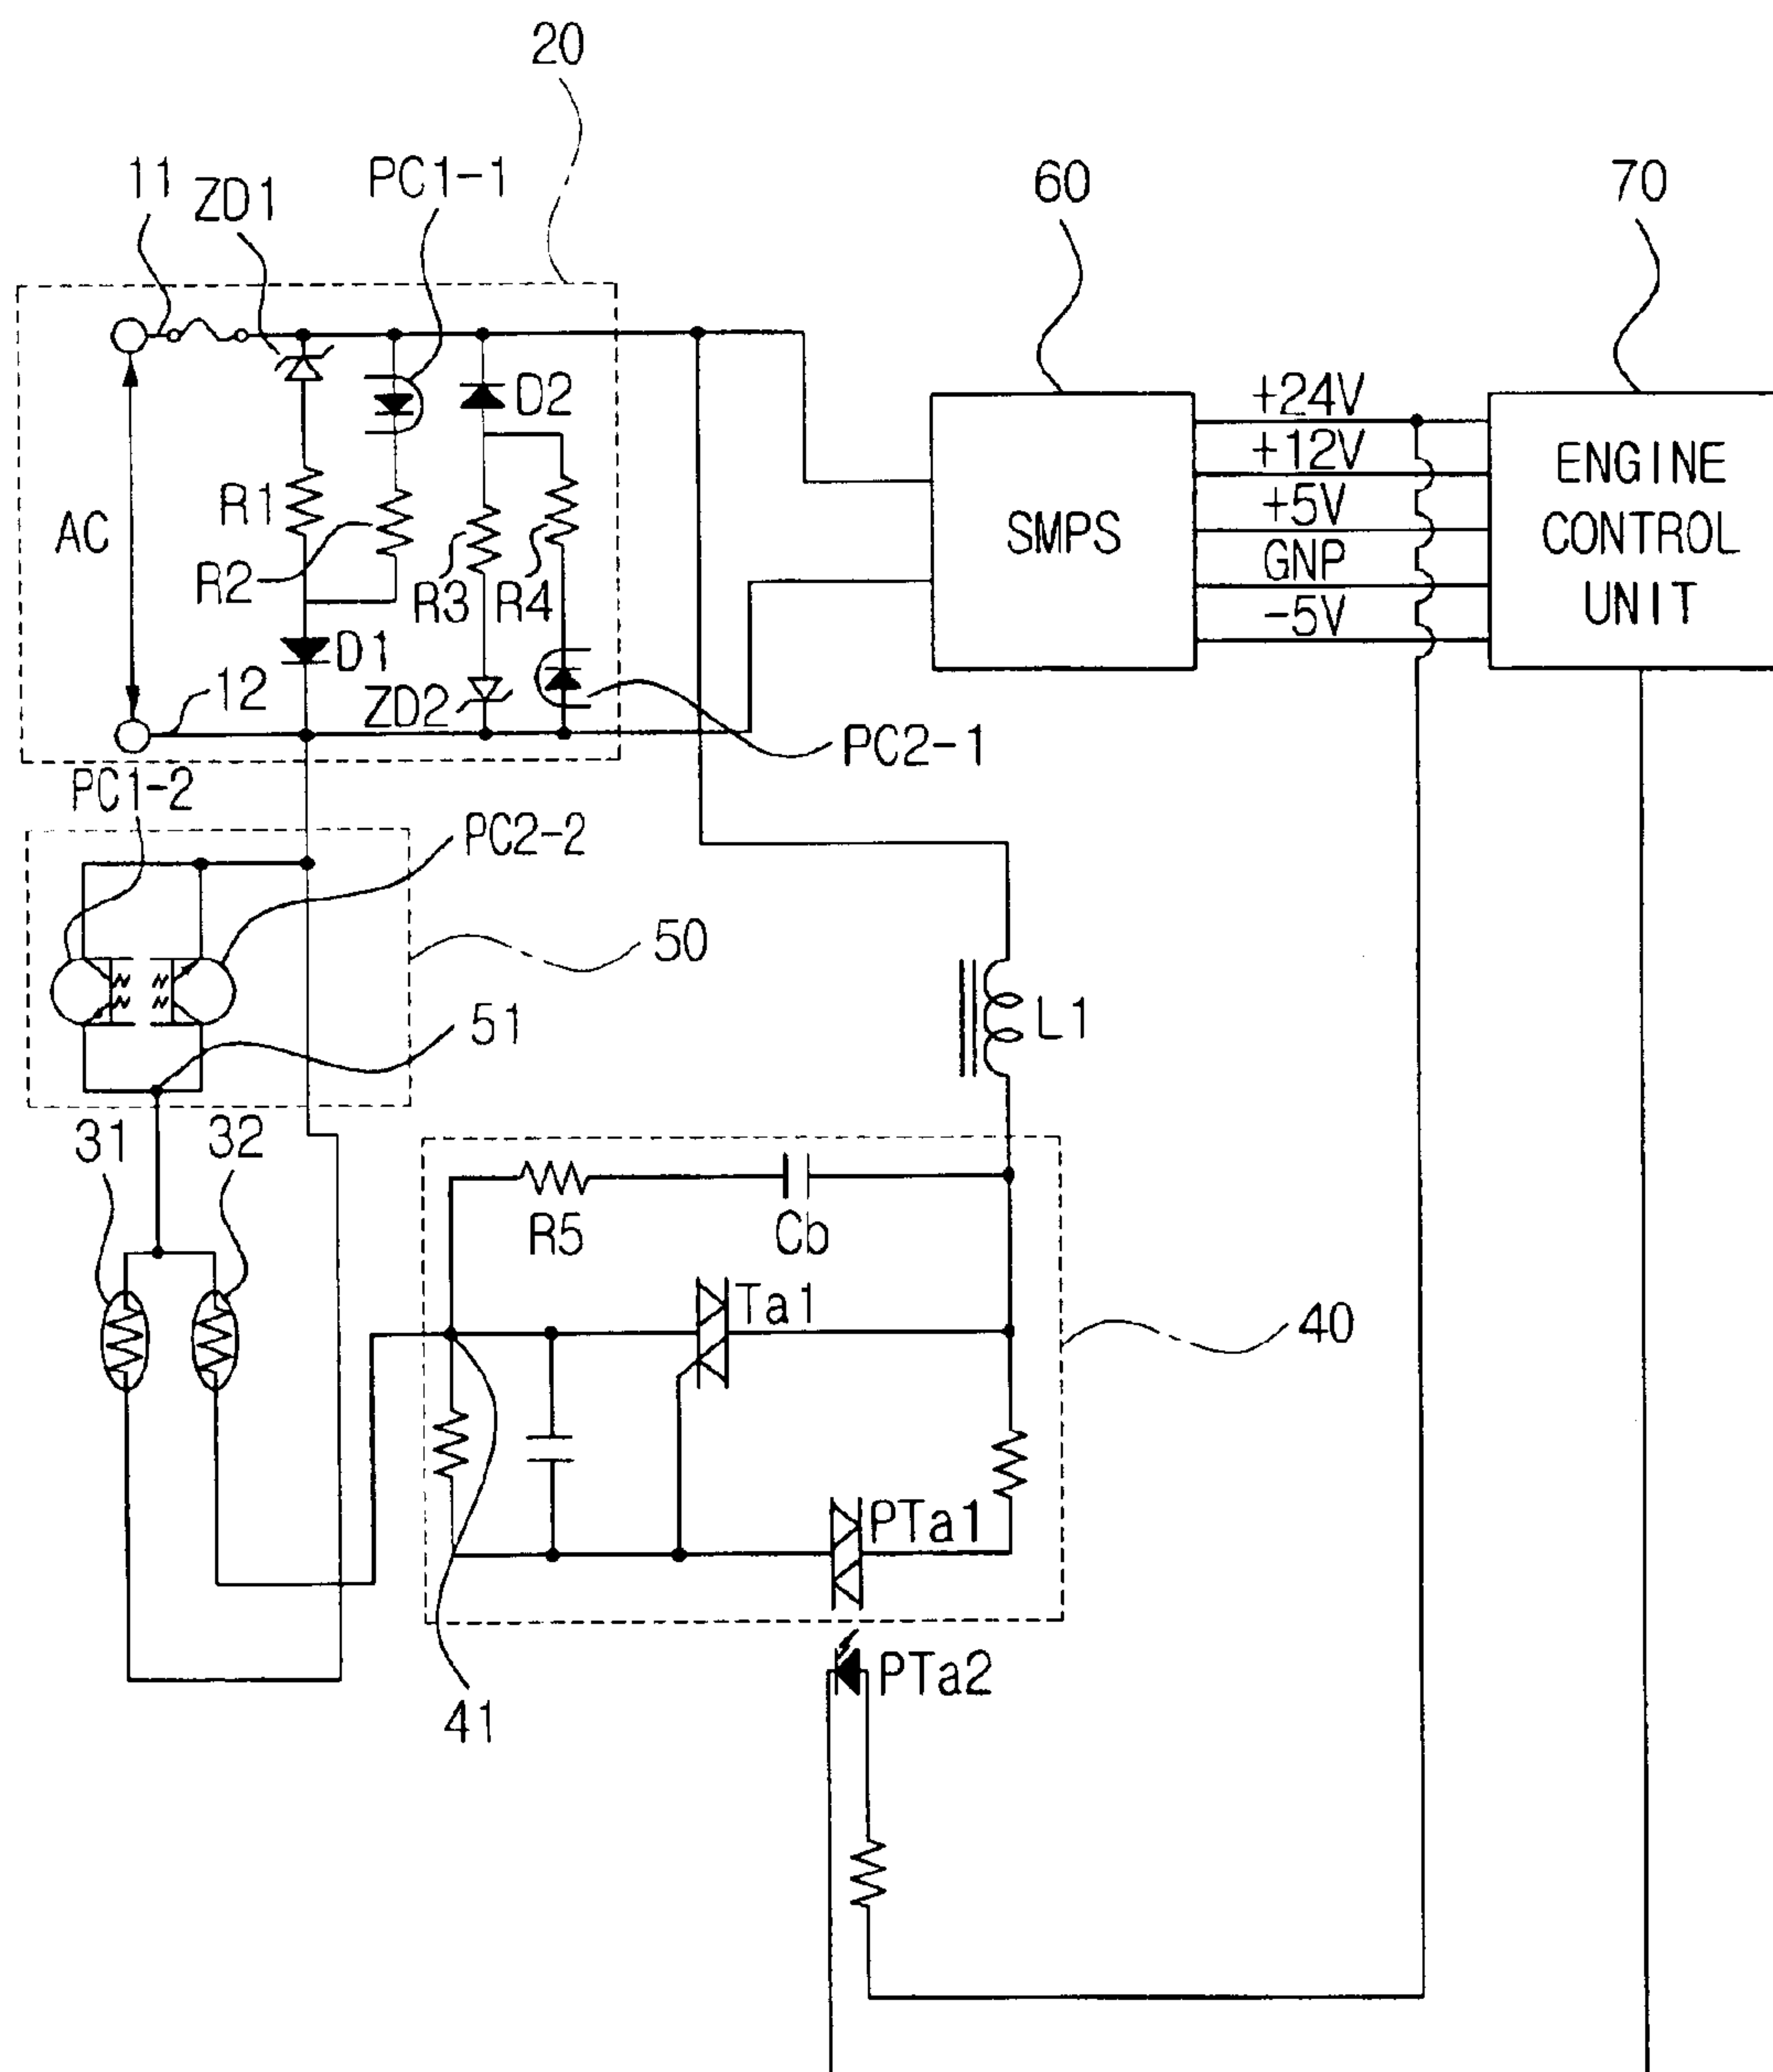 20
11
ZD1
PC1-1
60
70
D2
+24V
+12V
+5V
GNP
-5V
ENGINE
CONTROL
UNIT
SMPS
AC
R1
R2
R3
R4
D1
12
ZD2
PC2-1
PC1-2
PC2-2
50
51
L1
31
32
R5
Cb
Ta1
40
PTa1
PTa2
41